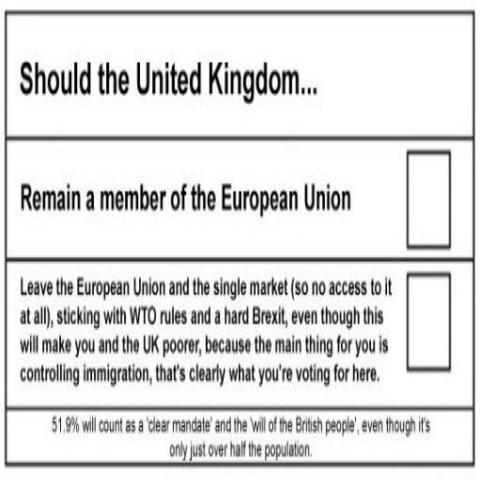 Should the United Kingdom...
Remain a member of the European Union
Leave the European Union and the single market (so no access to it
at all), sticking with WTO rules and a hard Brexit, even though this
will make you and the UK poorer, because the main thing for you is
controlling immigration, that's clearly what you're voting for here.
51.9% will count as a 'clear mandate' and the 'will of the British people', even though it's
only just over half the population.